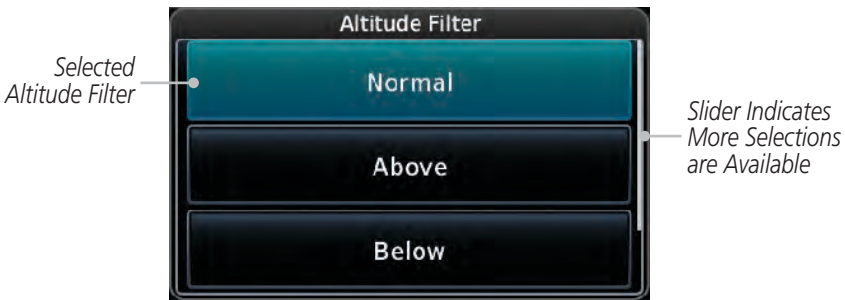 Altitude Filter
Selected
Altitude Filter
Normal
Slider Indicates
More Selections
are Available
Above
Below